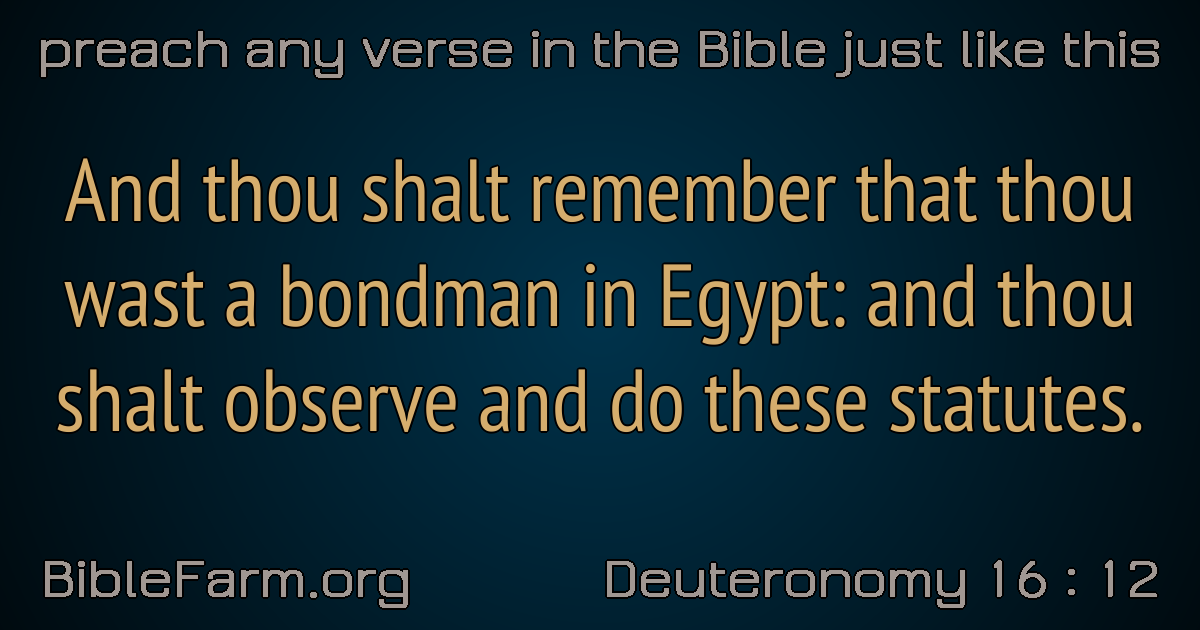 preach any verse in the Bible just like this
And thou shalt remember that thou
wast a bondman in Egypt: and thou
shalt observe and do these statutes.
BibleFarm.org
Deuteronomy 16 : 12